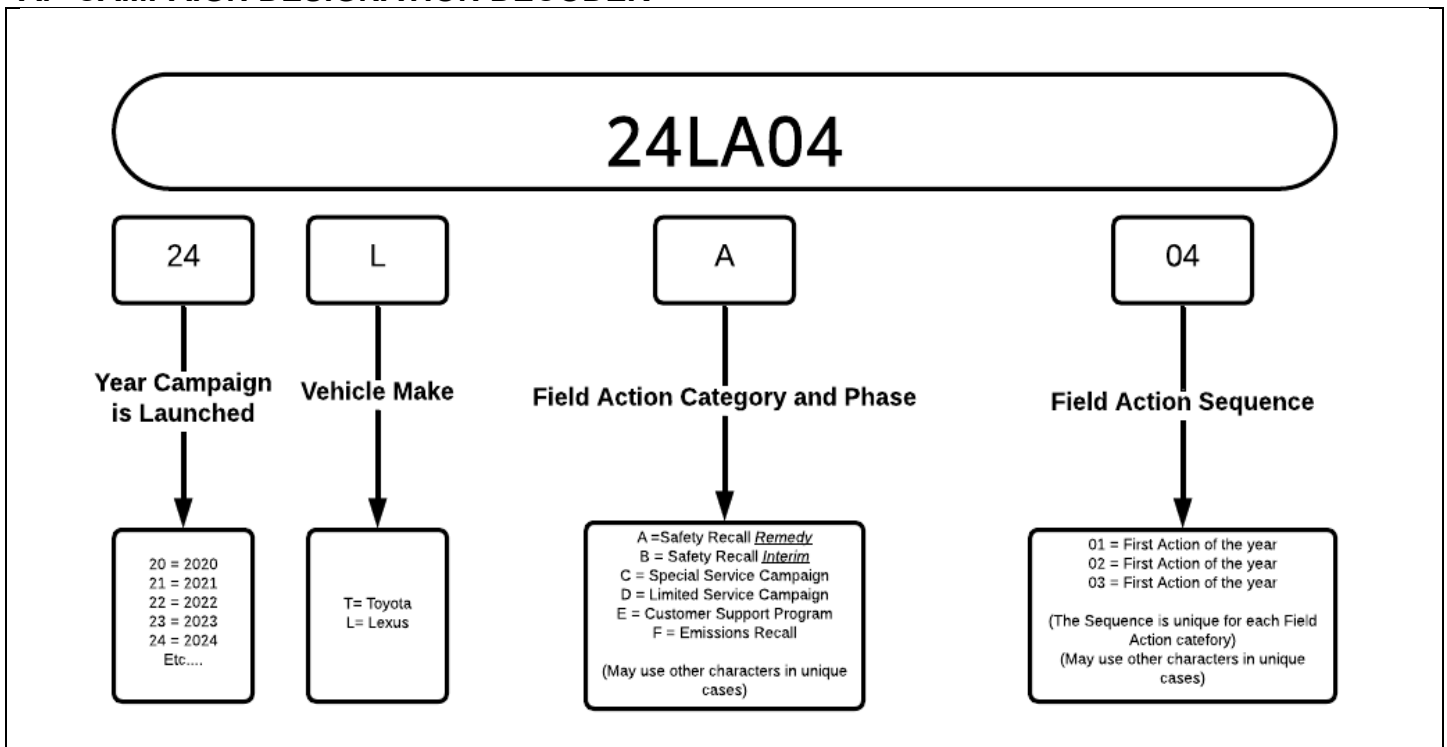 24LA04
24
L
A
04
Year Campaign
is Launched
Vehicle Make
Field Action Category and Phase
Field Action Sequence
20 = 2020
21 = 2021
22 = 2022
23 = 2023
24 = 2024
Etc....
T= Toyota
L= Lexus
A =Safety Recall Remedy
B = Safety Recall Interim
C = Special Service Campaign
D = Limited Service Campaign
E = Customer Support Program
F = Emissions Recall
(May use other characters in unique
cases)
01 = First Action of the year
02 = First Action of the year
03 = First Action of the year
(The Sequence is unique for each Field
Action catefory)
(May use other characters in unique
cases)